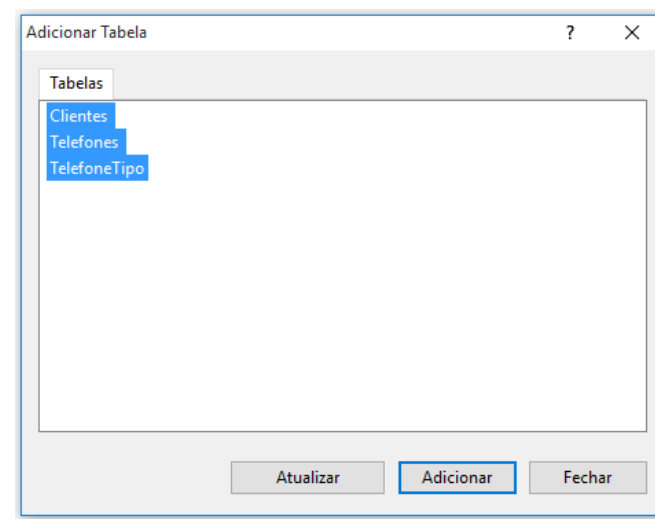 Adicionar Tabela ?
Tabelas
Clientes
Telefones
TelefoneTipo
Atualizar Adicionar Fechar